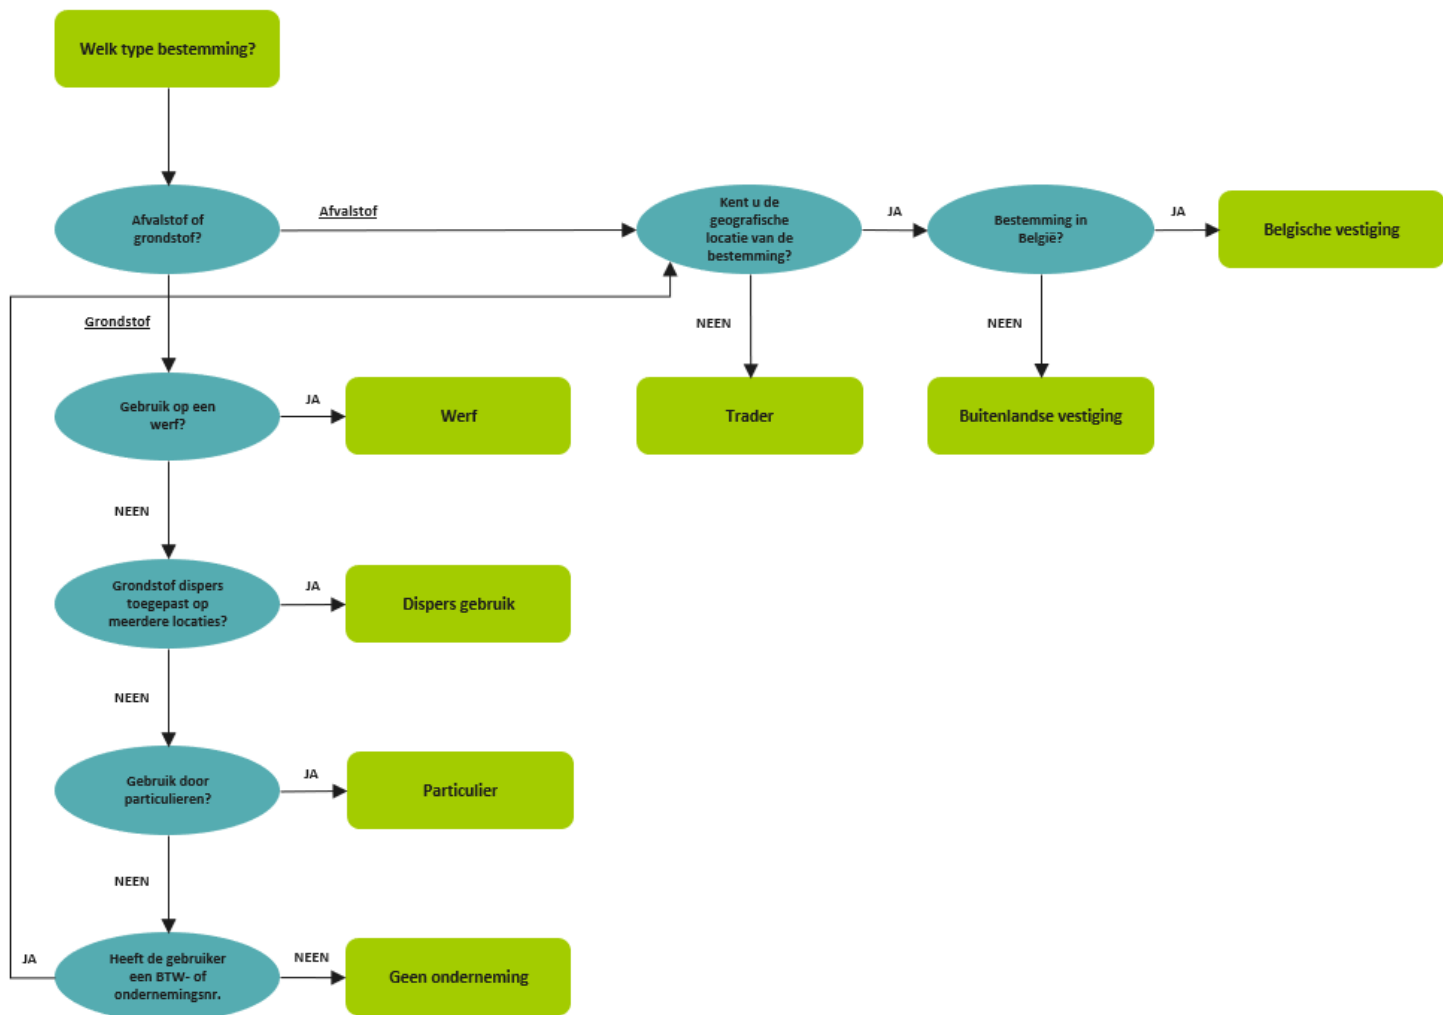 Welk type bestemming?
Afvalstof of
grondstof?
Afvalstof
Kent u de
geografische
locatie van de
bestemming?
JA
Bestemming in
België?
JA
Belgische vestiging
Grondstof
NEEN
NEEN
Gebruik op een
werf?
JA
Werf
Trader
Buitenlandse vestiging
NEEN
Grondstof dispers
toegepast op
meerdere locaties?
JA
Dispers gebruik
NEEN
Gebruik door
particulieren?
JA
Particulier
NEEN
JA
Heeft de gebruiker
een BTW- of
ondernemingsnr.
NEEN
Geen onderneming